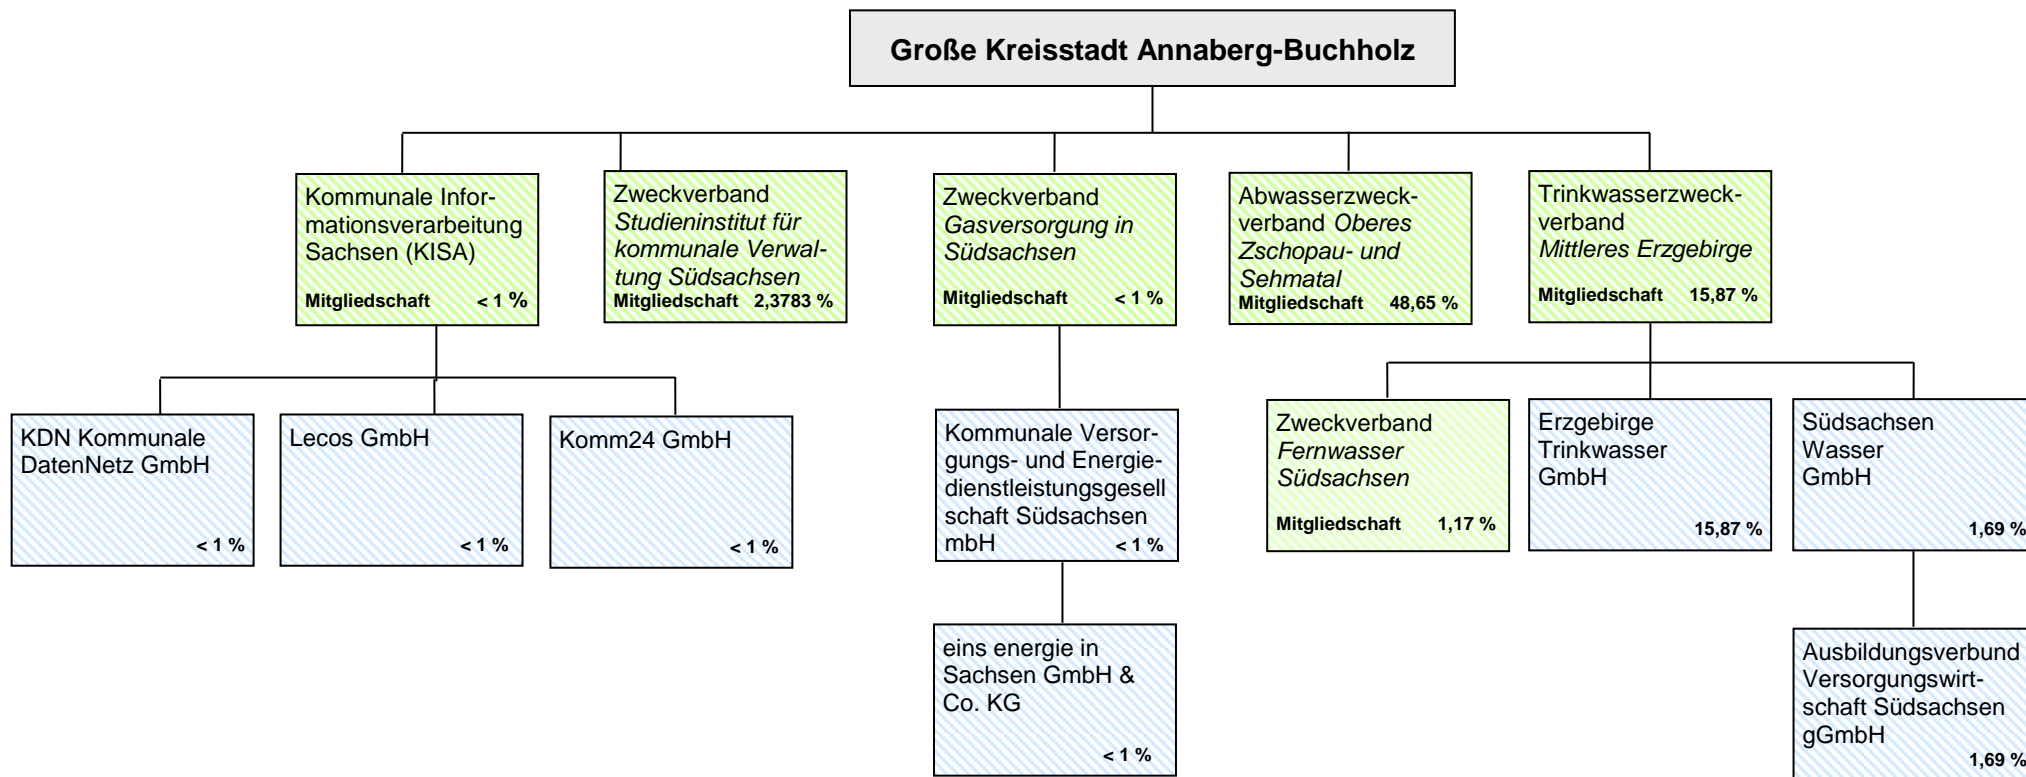 Große Kreisstadt Annaberg-Buchholz
Kommunale Infor-
mationsverarbeitung
Sachsen (KISA)
Mitgliedschaft < 1 %
Zweckverband
Studieninstitut für
kommunale Verwal-
tung Südsachsen
Mitgliedschaft 2,3783 %
Zweckverband
Gasversorgung in
Südsachsen
Mitgliedschaft < 1 %
Abwasserzweck-
verband Oberes
Zschopau- und
Sehmatal
Mitgliedschaft 48,65 %
Trinkwasserzweck-
verband
Mittleres Erzgebirge
Mitgliedschaft 15,87 %
KDN Kommunale
DatenNetz GmbH
< 1 %
Lecos GmbH
< 1 %
Komm24 GmbH
< 1 %
Kommunale Versor-
gungs- und Energie-
dienstleistungsgesell
schaft Südsachsen
mbH < 1 %
Zweckverband
Fernwasser
Südsachsen
Mitgliedschaft 1,17 %
Erzgebirge
Trinkwasser
GmbH
15,87 %
Südsachsen
Wasser
GmbH
1,69 %
eins energie in
Sachsen GmbH &
Co. KG
< 1 %
Ausbildungsverbund
Versorgungswirt-
schaft Südsachsen
gGmbH
1,69 %